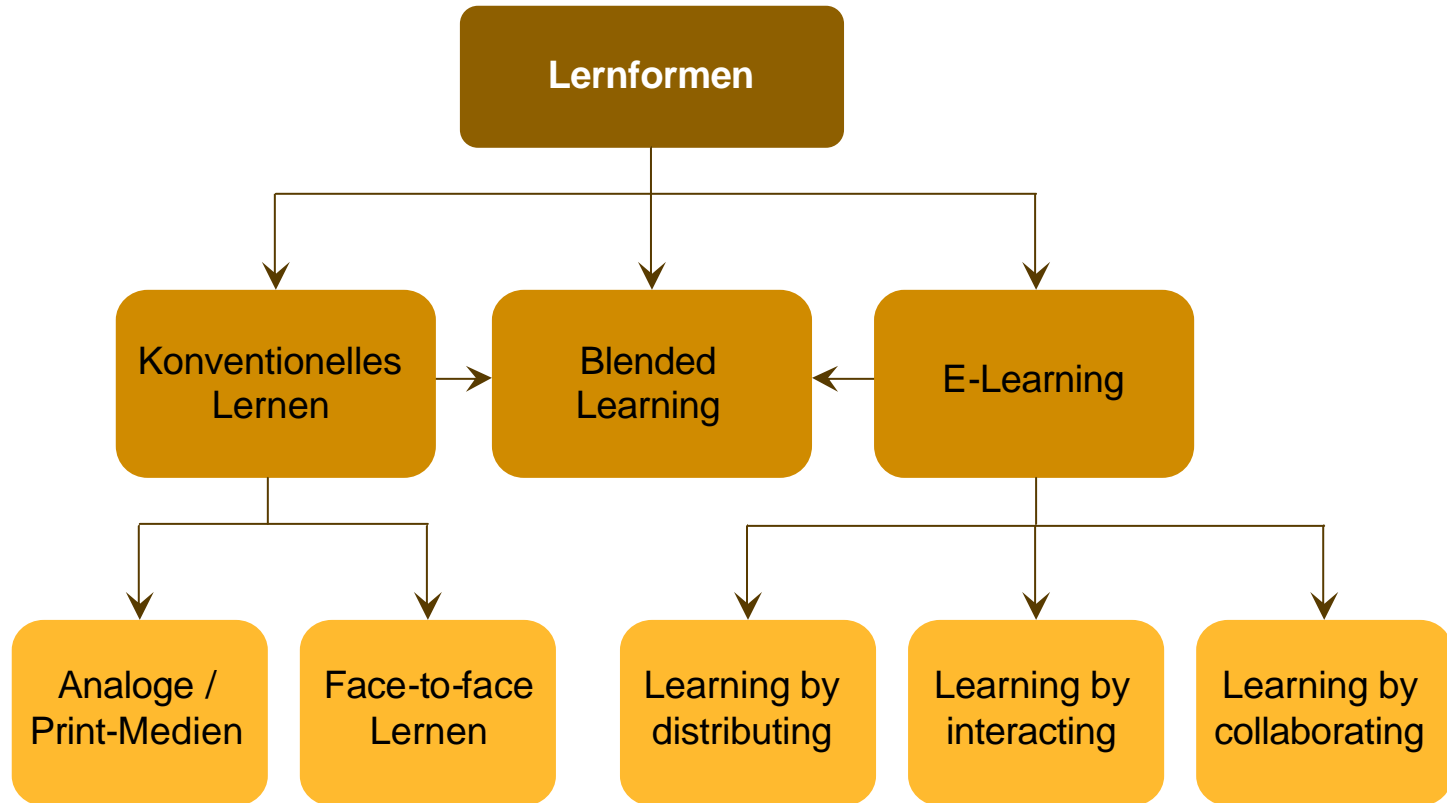 Lernformen
Konventionelles
Lernen
Blended
Learning
E-Learning
Analoge /
Print-Medien
Face-to-face
Lernen
Learning by
distributing
Learning by
interacting
Learning by
collaborating